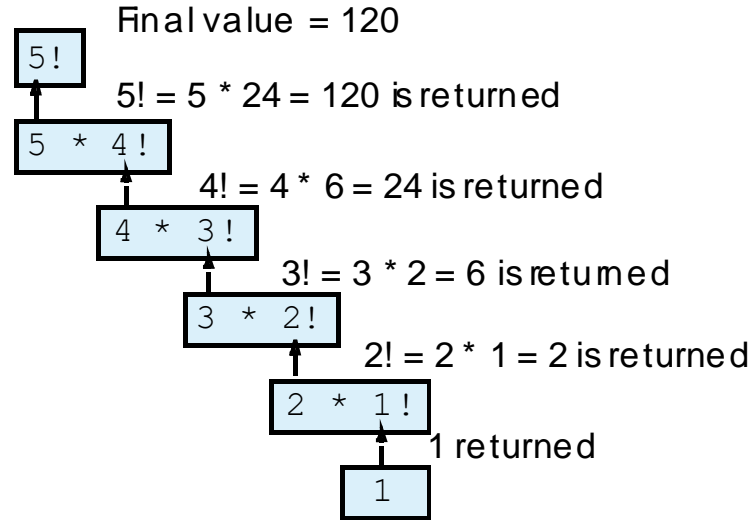 Final value = 120
5!
5! = 5 * 24 = 120 is returned
5 * 4!
4! = 4 * 6 = 24 is returned
4 * 3!
3! = 3 * 2 = 6 is returned
3 * 2!
2! = 2 * 1 = 2 is returned
2 * 1!
1 returned
1